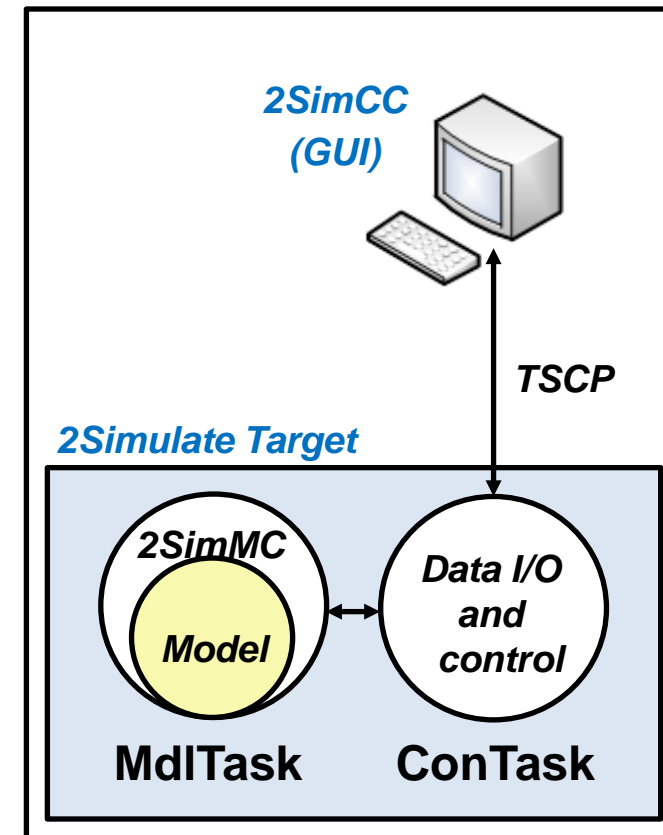 2SimCC
(GUI)
TSCP
2Simulate Target
2SimMC
Model
Data I/O
and
control
MdlTask
ConTask